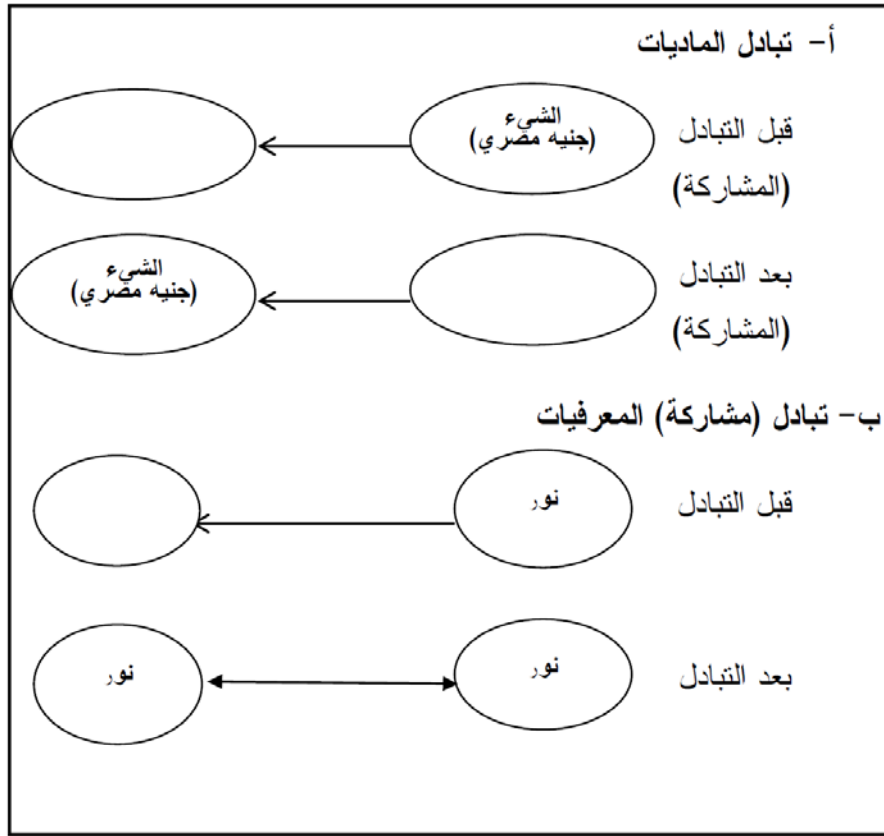 أ- تبادل الماديات
قبل التبادل
(المشاركة)
الشيء
(جنيه مصري)
بعد التبادل
(المشاركة)
الشيء
(جنيه مصري)
ب- تبادل (مشاركة) المعرفيات
قبل التبادل
نور
بعد التبادل
نور
نور